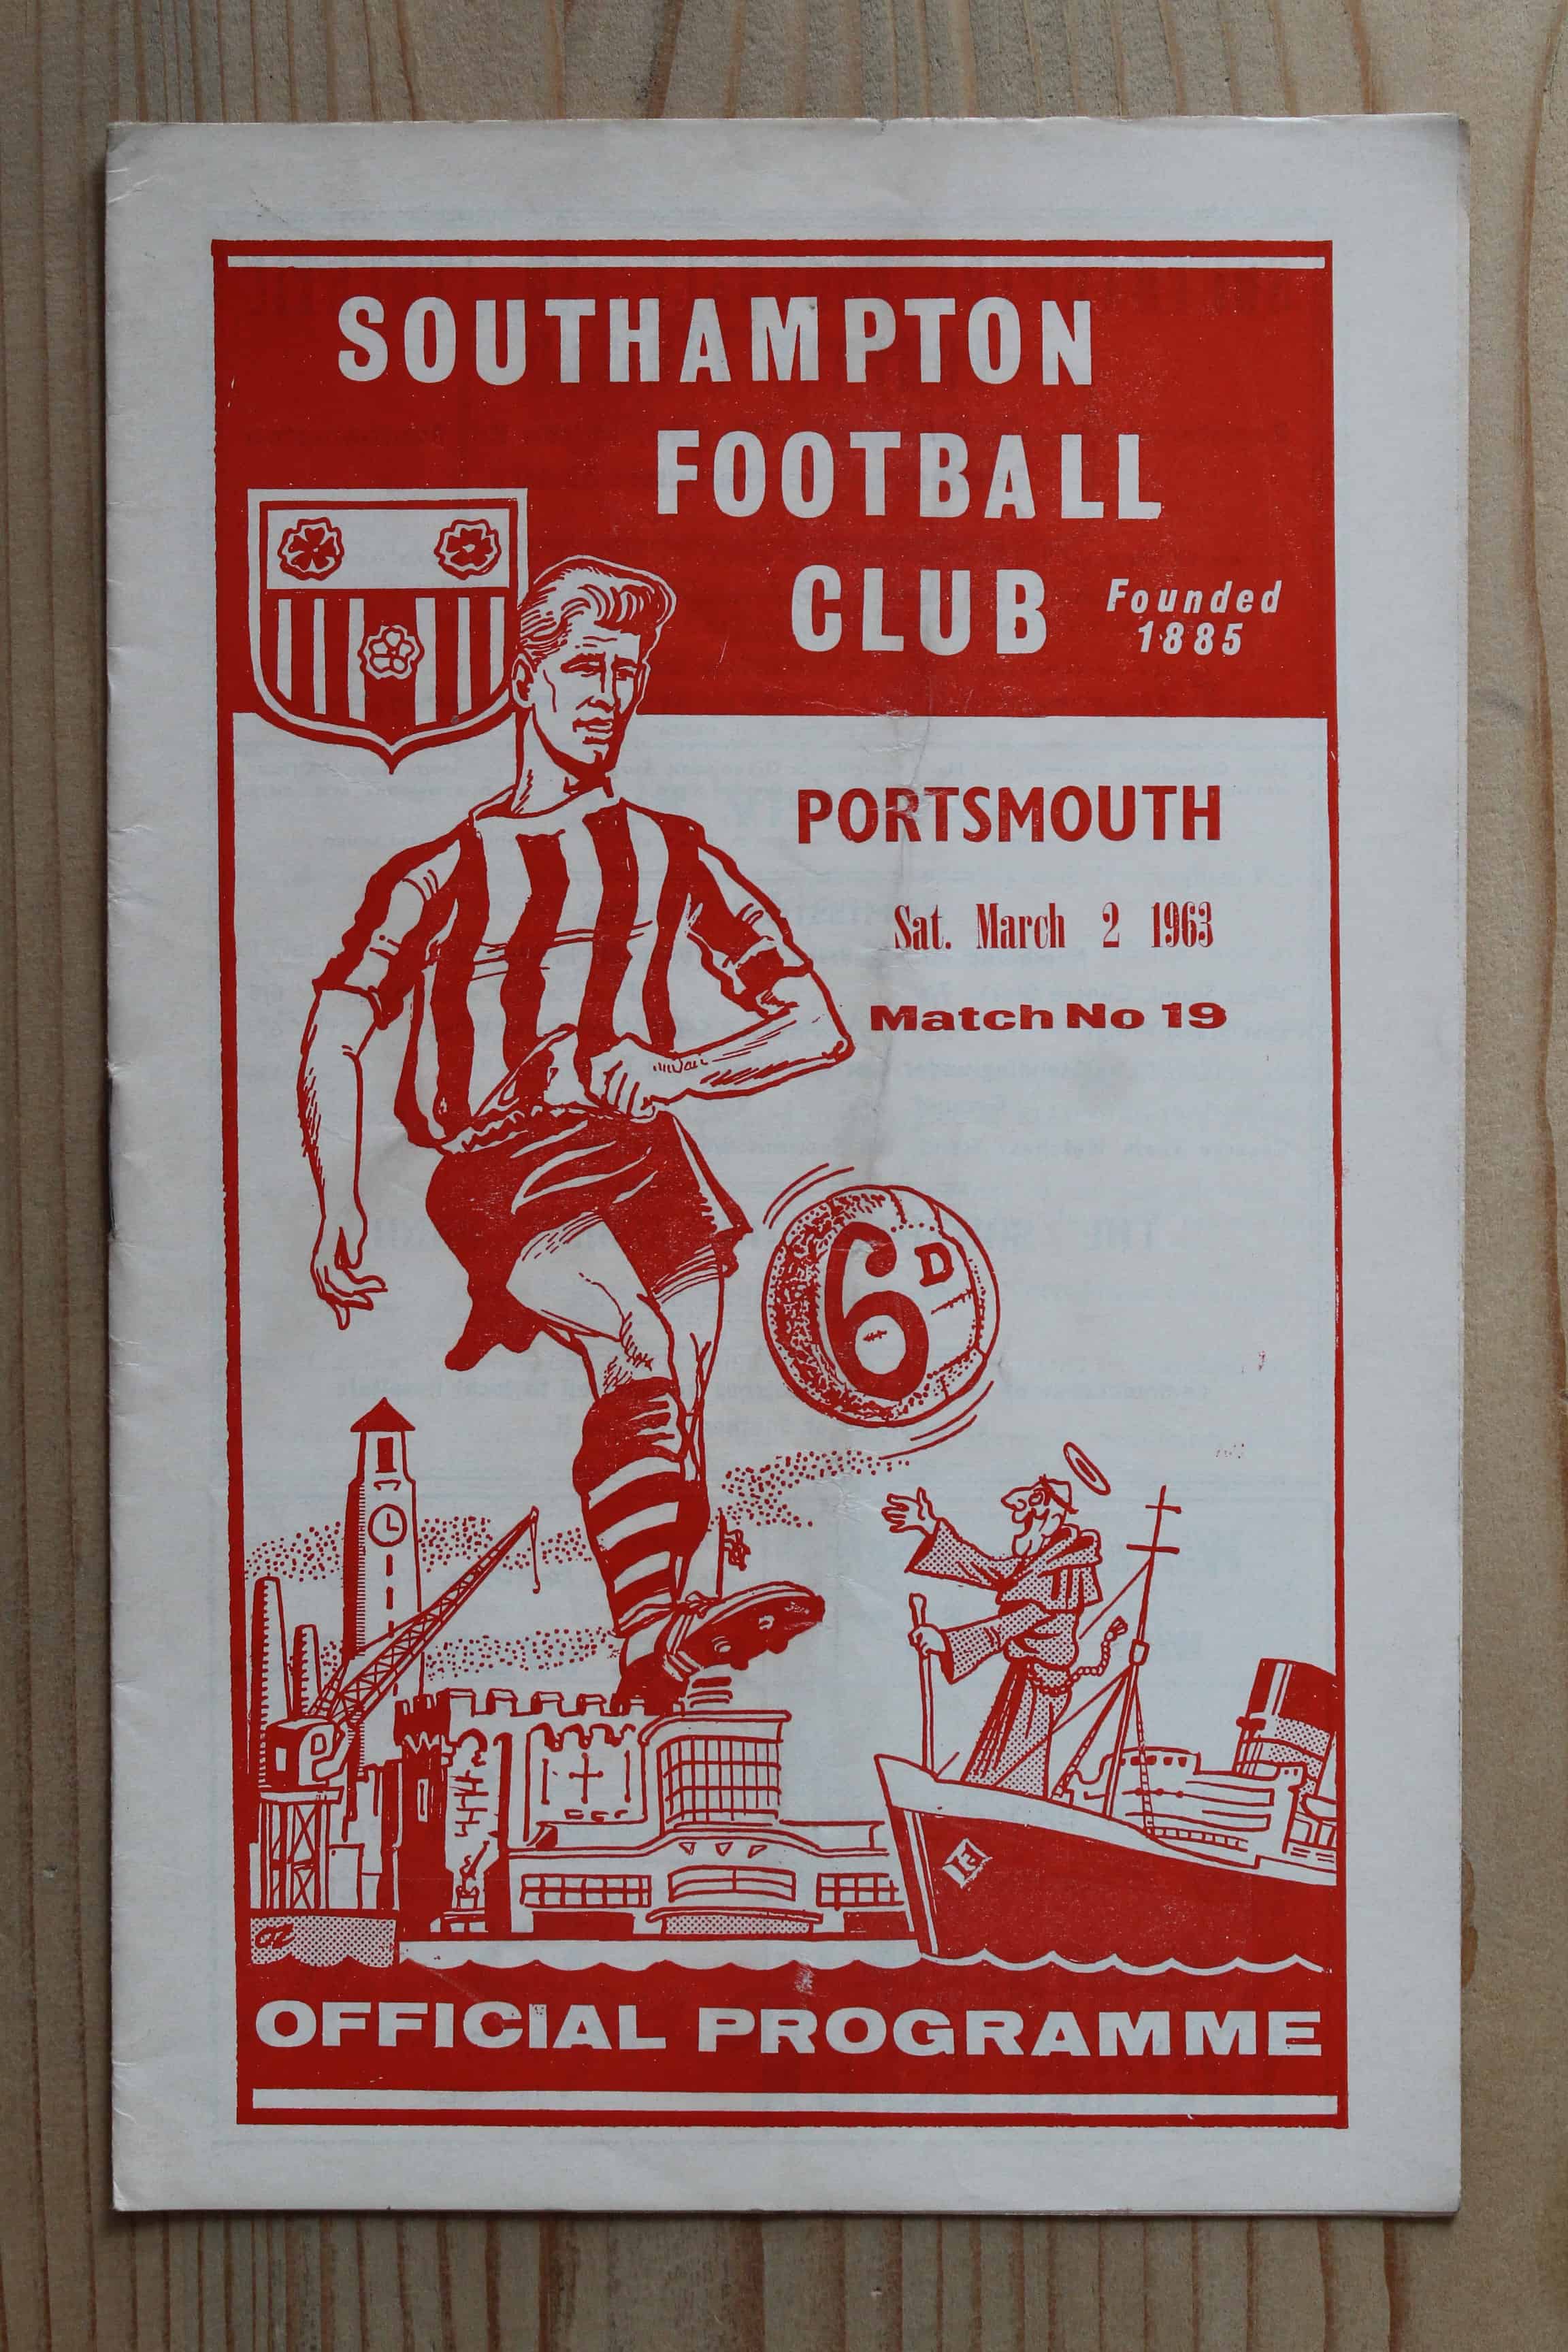 SOUTHAMPTON
FOOTBALL
CLUB
Founded
1885
PORTSMOUTH
Sat. March 2 1963
Match No 19
6D
OFFICIAL PROGRAMME